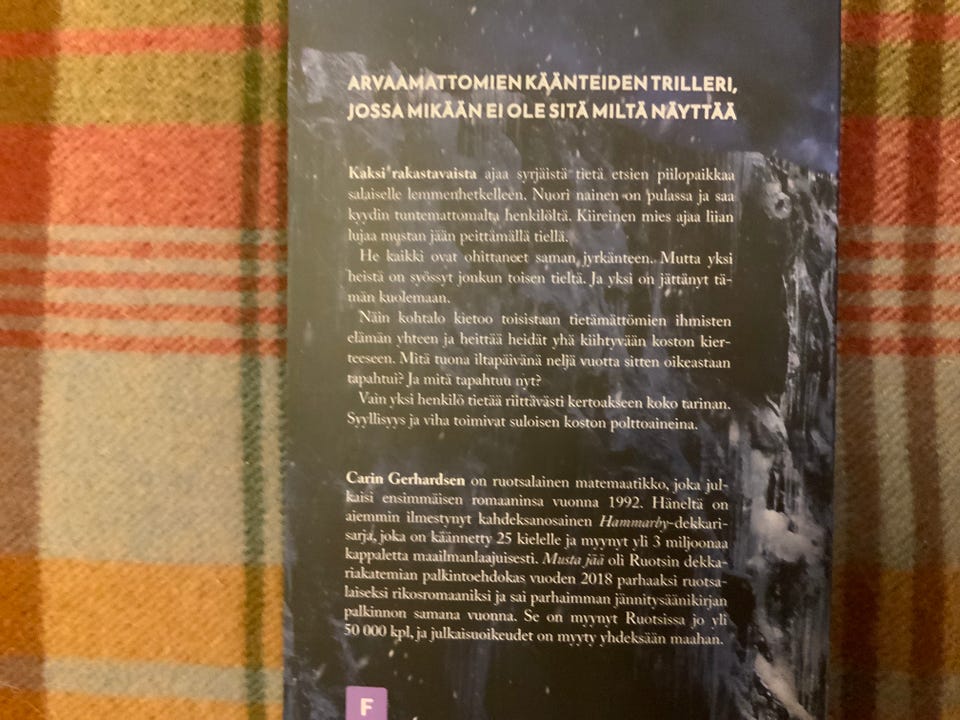 ARVAAMATTOMIEN KÄÄNTEIDEN TRILLERI,
JOSSA MIKÄÄN EI OLE SITÄ MILTÄ NÄYTTÄÄ
Kaksi rakastavaista ajaa syrjäistä tietä etsien piilopaikkaa
salaiselle lemmenhetkelleen. Nuori nainen on pulassa ja saa
kyydin tuntemattomalta henkilöltä. Kiireinen mies ajaa liian
lujaa mustan jään peittämällä tiellä.
He kaikki ovat ohittaneet saman jyrkänteen. Mutta yksi
heistä on syössyt jonkun toisen tieltä. Ja yksi on jättänyt tä-
män kuolemaan.
Näin kohtalo kietoo toisistaan tietämättömien ihmisten
elämän yhteen ja heittää heidät yhä kiihtyvään koston kier-
teeseen. Mitä tuona iltapäivänä neljä vuotta sitten oikeastaan
tapahtui? Ja mitä tapahtuu nyt?
Vain yksi henkilö tietää riittävästi kertoakseen koko tarinan.
Syyllisyys ja viha toimivat suloisen koston polttoaineina.
Carin Gerhardsen on ruotsalainen matemaatikko, joka jul-
kaisi ensimmäisen romaaninsa vuonna 1992. Häneltä on
aiemmin ilmestynyt kahdeksanosainen Hammarby-dekkari-
sarja, joka on käännetty 25 kielelle ja myynyt yli 3 miljoonaa
kappaletta maailmanlaajuisesti. Musta jää oli Ruotsin dekka-
riakatemian palkintoehdokas vuoden 2018 parhaaksi ruotsa-
laiseksi rikosromaaniksi ja sai parhaimman jännitysäänikirjan
palkinnon samana vuonna. Se on myynyt Ruotsissa jo yli
50 000 kpl, ja julkaisuoikeudet on myyty yhdeksään maahan.
F